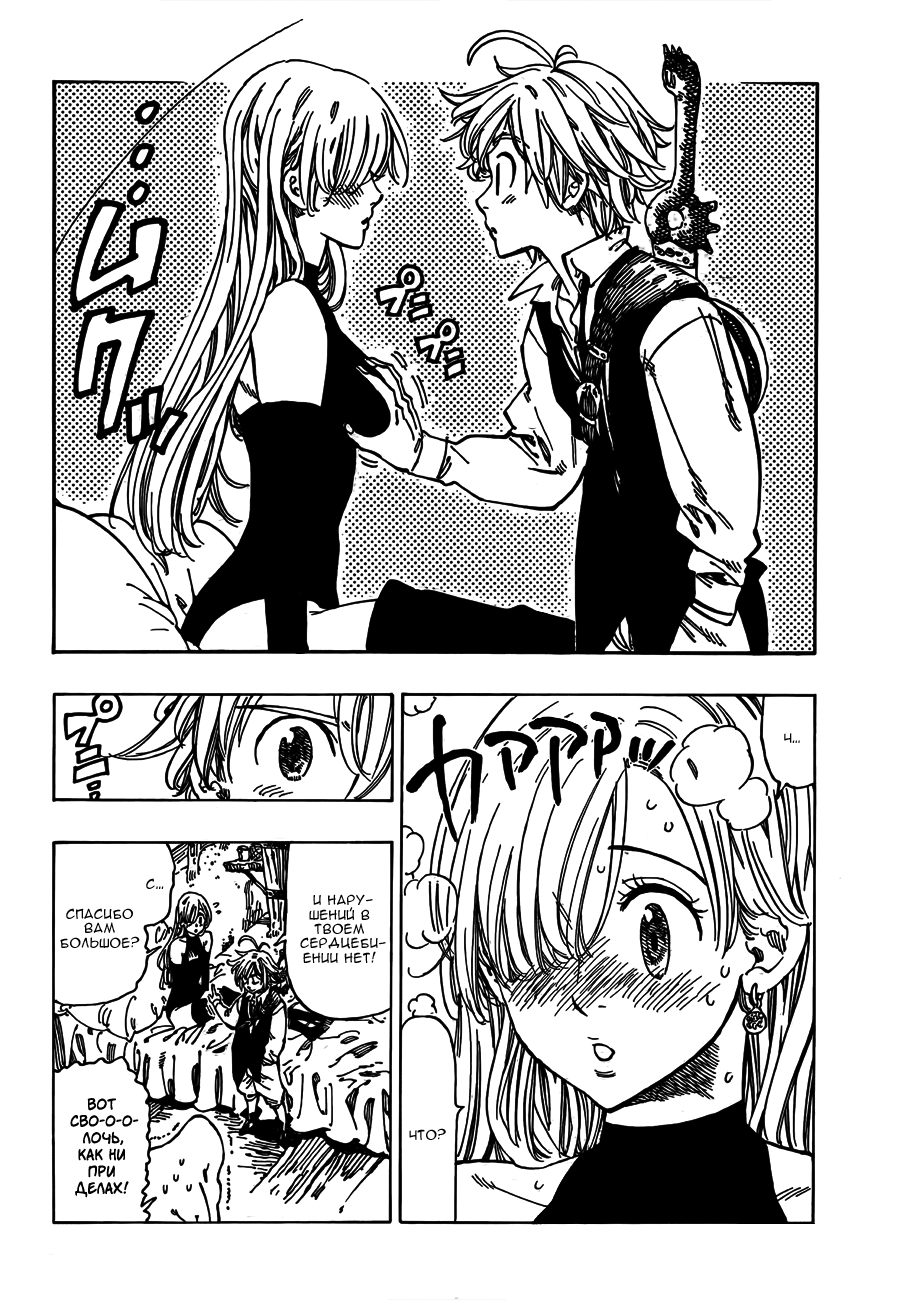 ムクッ
プニ
プニ
Ч...
カァァァッ
ЧТО?
プニ
И НАРУ-
ШЕНИЙ В
ТВОЕМ
СЕРДЦЕБИ-
ЕНИИ НЕТ!
С...
СПАСИБО
ВАМ
БОЛЬШОЕ?
ВОТ
СВО-О-О-
ЛОЧЬ,
КАК НИ
ПРИ
ДЕЛАХ!